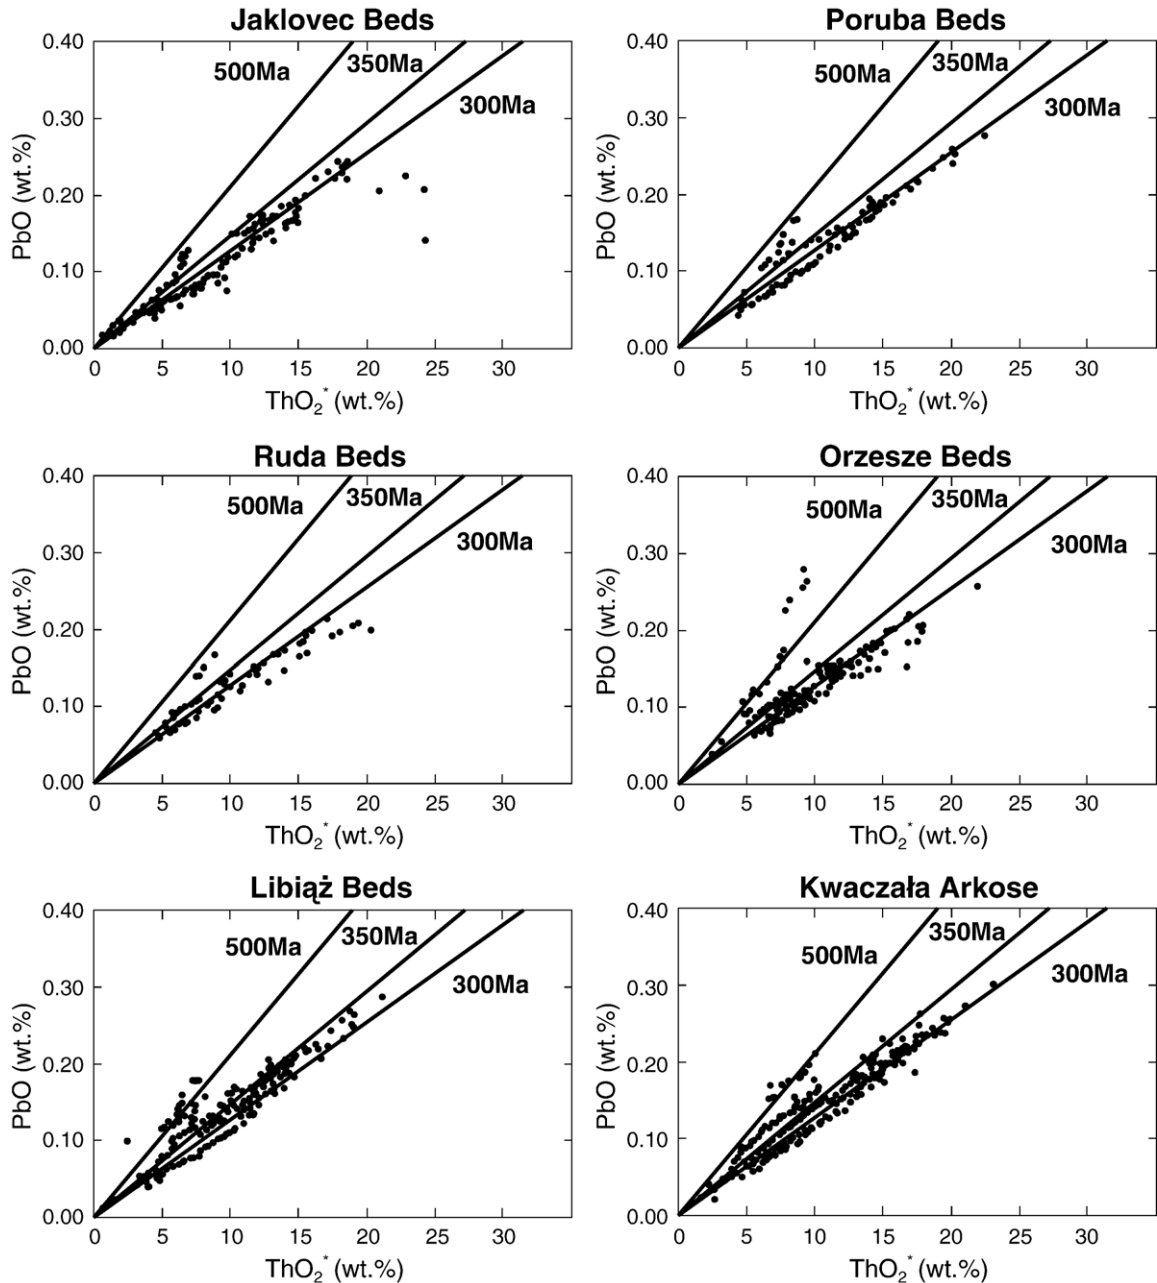 Jaklovec Beds
0.40
0.30
0.20
0.10
0.00
PbO (wt.%)
500Ma
350Ma
300Ma
0 5 10 15 20 25 30
ThO₂* (wt.%)
Poruba Beds
0.40
0.30
0.20
0.10
0.00
PbO (wt.%)
500Ma
350Ma
300Ma
0 5 10 15 20 25 30
ThO₂* (wt.%)
Ruda Beds
0.40
0.30
0.20
0.10
0.00
PbO (wt.%)
500Ma
350Ma
300Ma
0 5 10 15 20 25 30
ThO₂* (wt.%)
Orzesze Beds
0.40
0.30
0.20
0.10
0.00
PbO (wt.%)
500Ma
350Ma
300Ma
0 5 10 15 20 25 30
ThO₂* (wt.%)
Libiąż Beds
0.40
0.30
0.20
0.10
0.00
PbO (wt.%)
500Ma
350Ma
300Ma
0 5 10 15 20 25 30
ThO₂* (wt.%)
Kwaczała Arkose
0.40
0.30
0.20
0.10
0.00
PbO (wt.%)
500Ma
350Ma
300Ma
0 5 10 15 20 25 30
ThO₂* (wt.%)